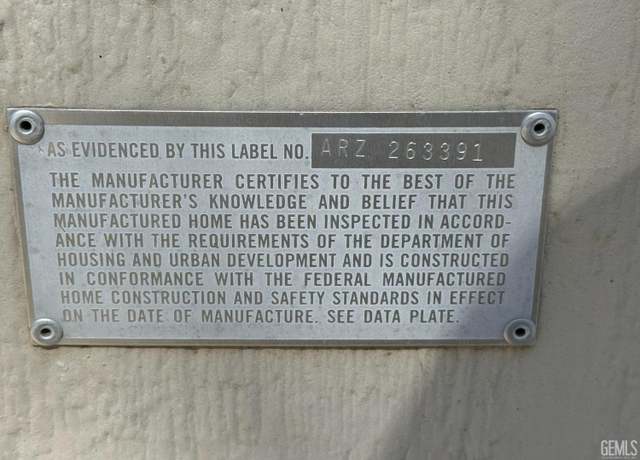 AS EVIDENCED BY THIS LABEL NO. ARZ 263391
THE MANUFACTURER CERTIFIES TO THE BEST OF THE
MANUFACTURER'S KNOWLEDGE AND BELIEF THAT THIS
MANUFACTURED HOME HAS BEEN INSPECTED IN ACCORD-
ANCE WITH THE REQUIREMENTS OF THE DEPARTMENT OF
HOUSING AND URBAN DEVELOPMENT AND IS CONSTRUCTED
IN CONFORMANCE WITH THE FEDERAL MANUFACTURED
HOME CONSTRUCTION AND SAFETY STANDARDS IN EFFECT
ON THE DATE OF MANUFACTURE. SEE DATA PLATE.
GEMLS